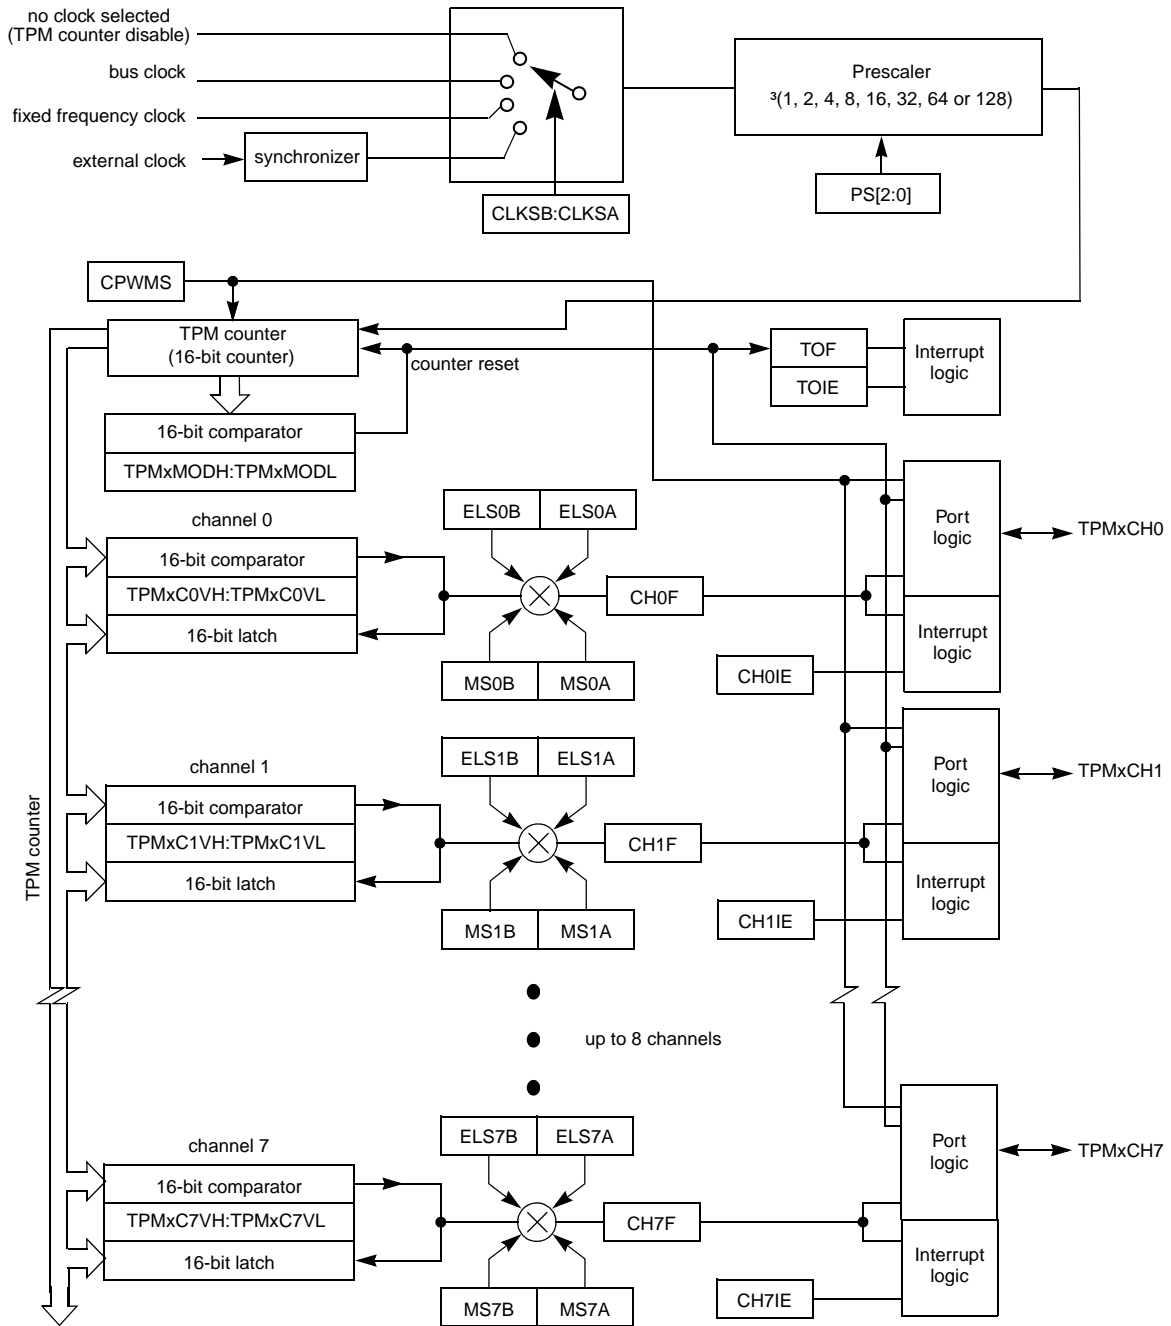 no clock selected
(TPM counter disable)
bus clock
fixed frequency clock
external clock
synchronizer
CLKSB:CLKSA
Prescaler
³(1, 2, 4, 8, 16, 32, 64 or 128)
PS[2:0]
CPWMS
TPM counter
(16-bit counter)
counter reset
TOF
TOIE
Interrupt
logic
16-bit comparator
TPMxMODH:TPMxMODL
channel 0
16-bit comparator
TPMxC0VH:TPMxC0VL
16-bit latch
ELS0B
ELS0A
MS0B
MS0A
CH0F
CH0IE
Port
logic
Interrupt
logic
TPMxCH0
TPM counter
channel 1
16-bit comparator
TPMxC1VH:TPMxC1VL
16-bit latch
ELS1B
ELS1A
MS1B
MS1A
CH1F
CH1IE
Port
logic
Interrupt
logic
TPMxCH1
up to 8 channels
channel 7
16-bit comparator
TPMxC7VH:TPMxC7VL
16-bit latch
ELS7B
ELS7A
MS7B
MS7A
CH7F
CH7IE
Port
logic
Interrupt
logic
TPMxCH7